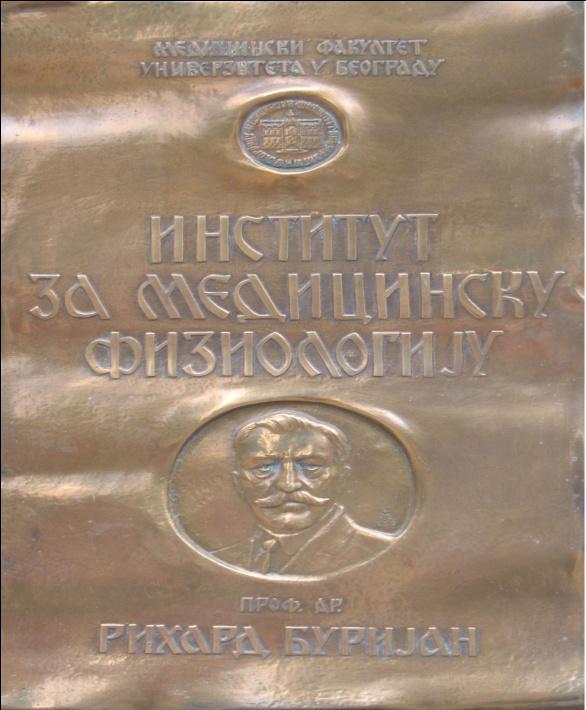 МЕДИЦИНСКИ ФАКУЛТЕТ
УНИВЕРЗИТЕТА У БЕОГРАДУ
ИНСТИТУТ
ЗА МЕДИЦИНСКУ
ФИЗИОЛОГИЈУ
ПРОФ. ДР.
РИХАРД БУРИЈАН